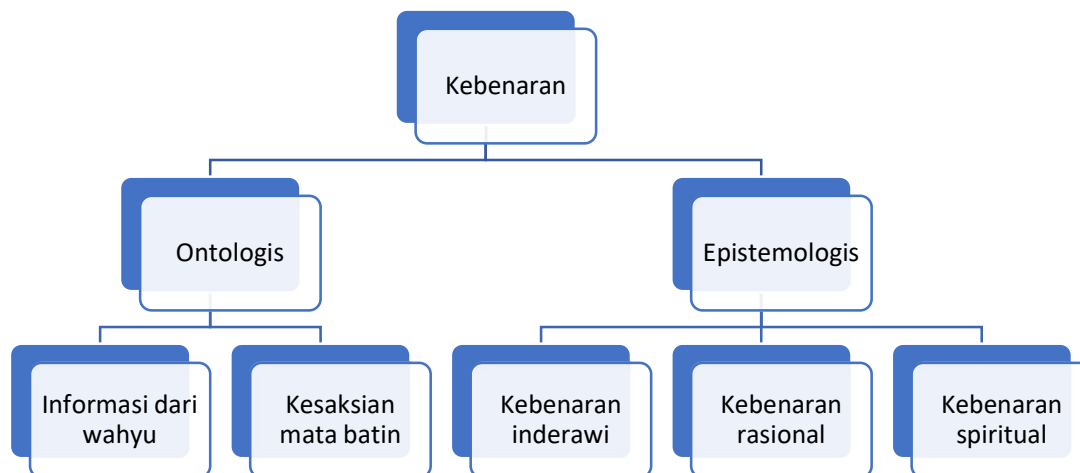 Kebenaran
Ontologis
Epistemologis
Informasi dari
wahyu
Kesaksian
mata batin
Kebenaran
inderawi
Kebenaran
rasional
Kebenaran
spiritual